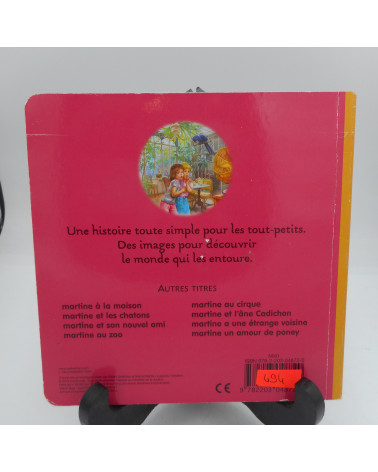 Une histoire toute simple pour les tout-petits.
Des images pour découvrir
le monde qui les entoure.
AUTRES TITRES
martine à la maison
martine et les chatons
martine et son nouvel ami
martine au zoo
martine au cirque
martine et l'âne Cadichon
martine a une étrange voisine
martine un amour de poney
CE
494